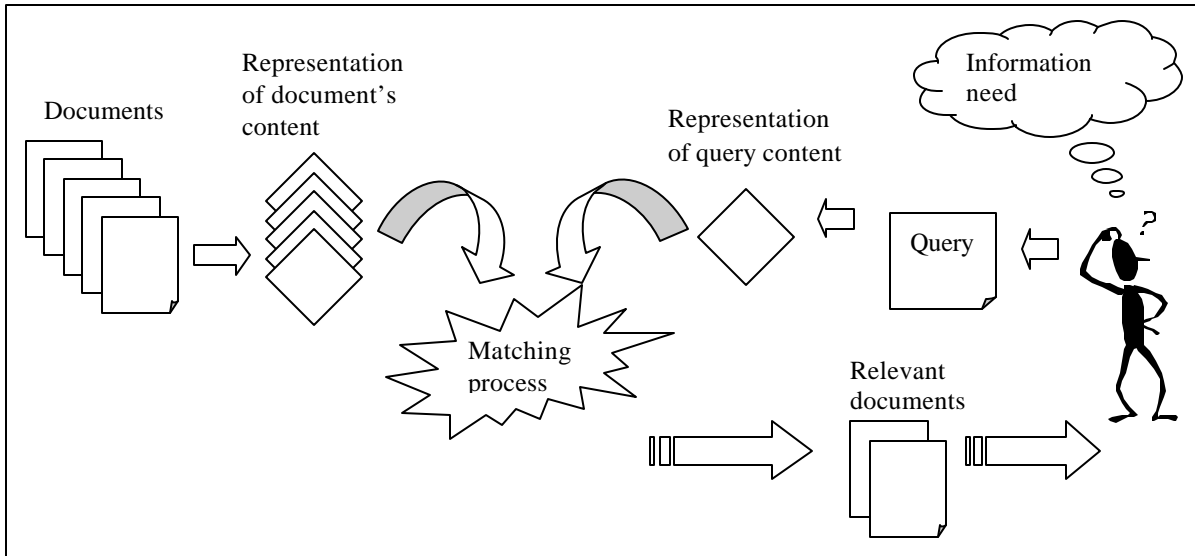 Documents
Representation
of document's
content
Representation
of query content
Information
need
Query
?
Matching
process
Relevant
documents